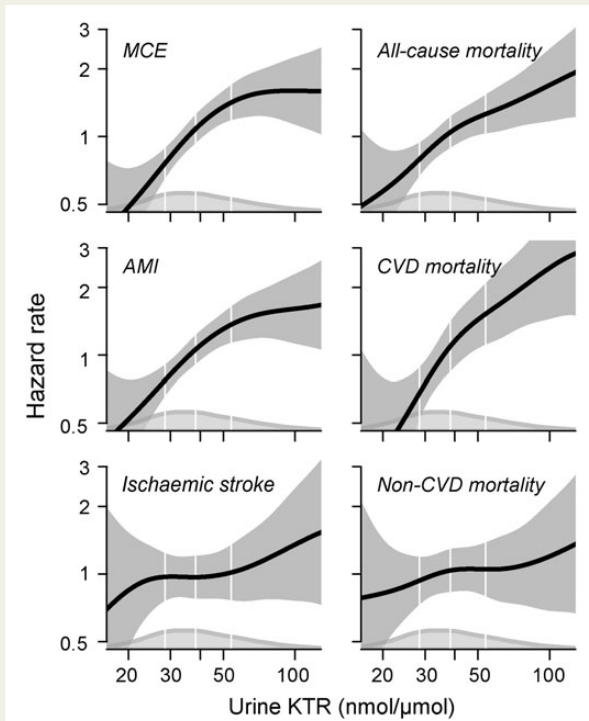 MCE
All-cause mortality
3
2
1
0.5
AMI
CVD mortality
3
2
1
0.5
Ischaemic stroke
Non-CVD mortality
3
2
1
0.5
Hazard rate
20 30 50 100
20 30 50 100
Urine KTR (nmol/μmol)